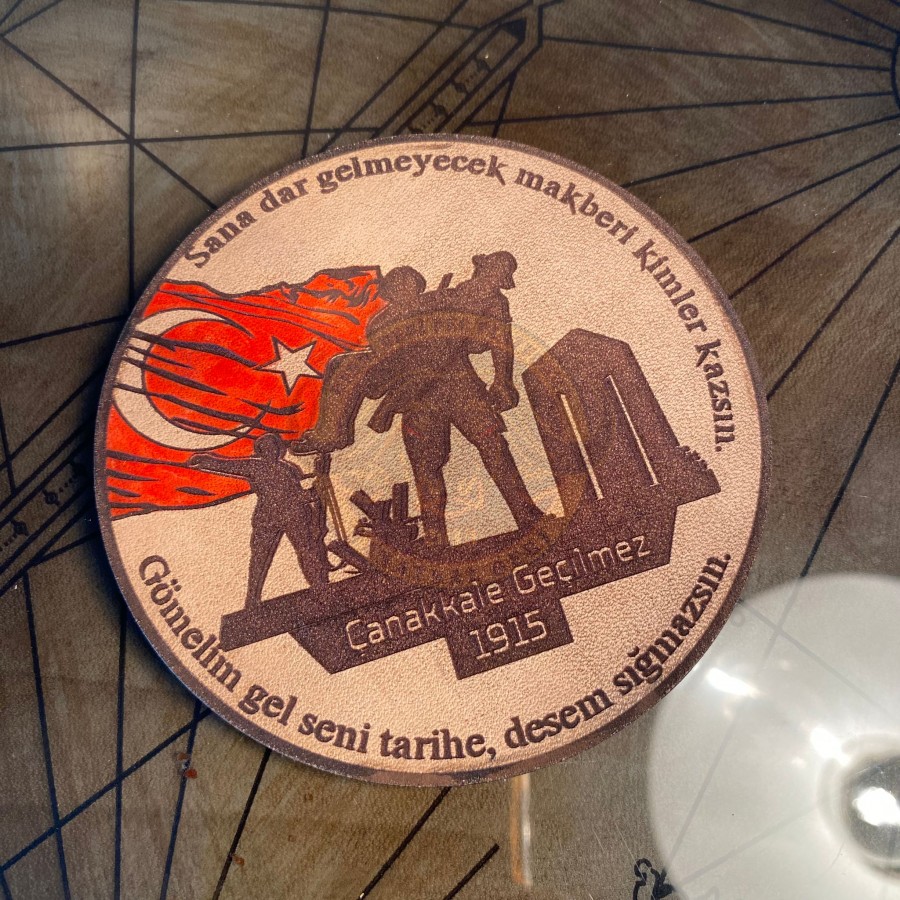 Sana dar gelmeyecek makberi kimler kazsın.
Çanakkale Geçilmez
1915
Gömelim gel seni tarihe, desem sığmazsın.